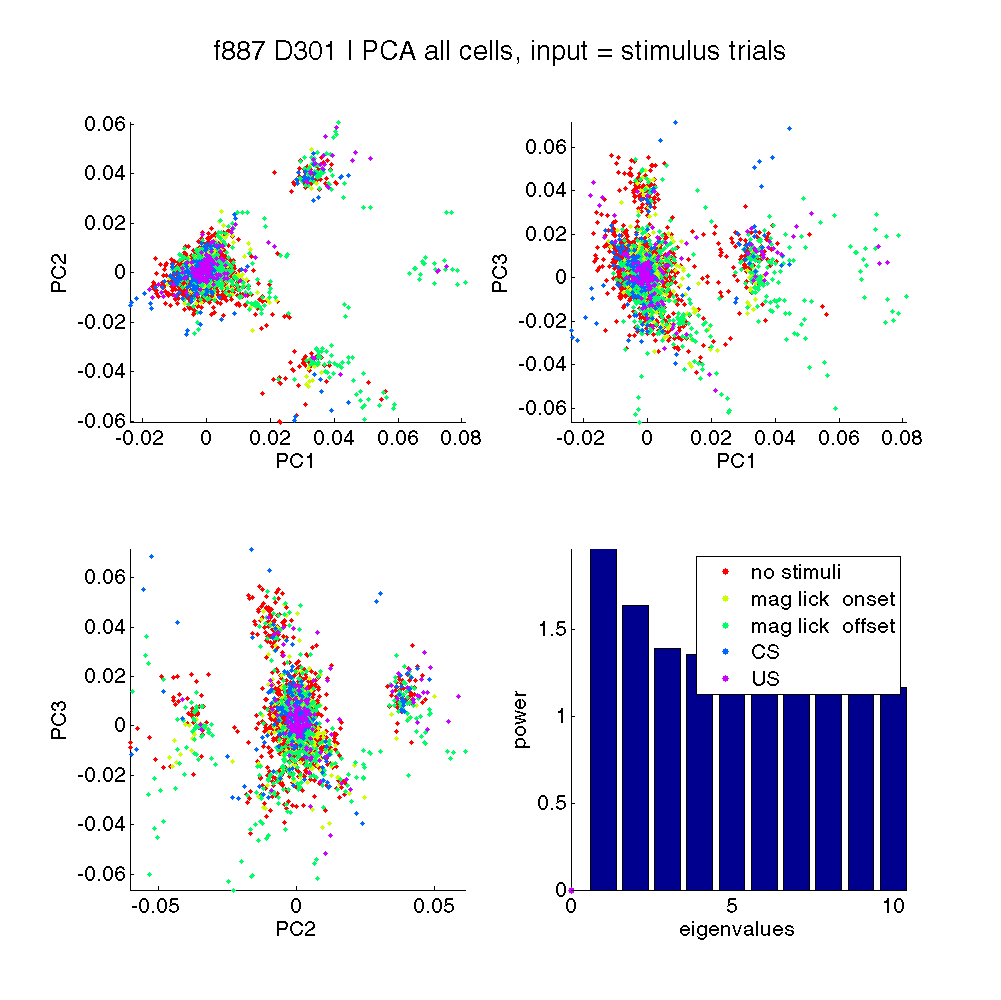 f887 D301 | PCA all cells, input = stimulus trials
0.06
0.04
0.02
0
-0.02
-0.04
-0.06
PC2
-0.02 0 0.02 0.04 0.06 0.08
PC1
0.06
0.04
0.02
0
-0.02
-0.04
-0.06
PC3
-0.02 0 0.02 0.04 0.06 0.08
PC1
0.06
0.04
0.02
0
-0.02
-0.04
-0.06
PC3
-0.05 0 0.05
PC2
no stimuli
mag lick onset
mag lick offset
CS
US
1.5
1
0.5
0
power
0 5 10
eigenvalues